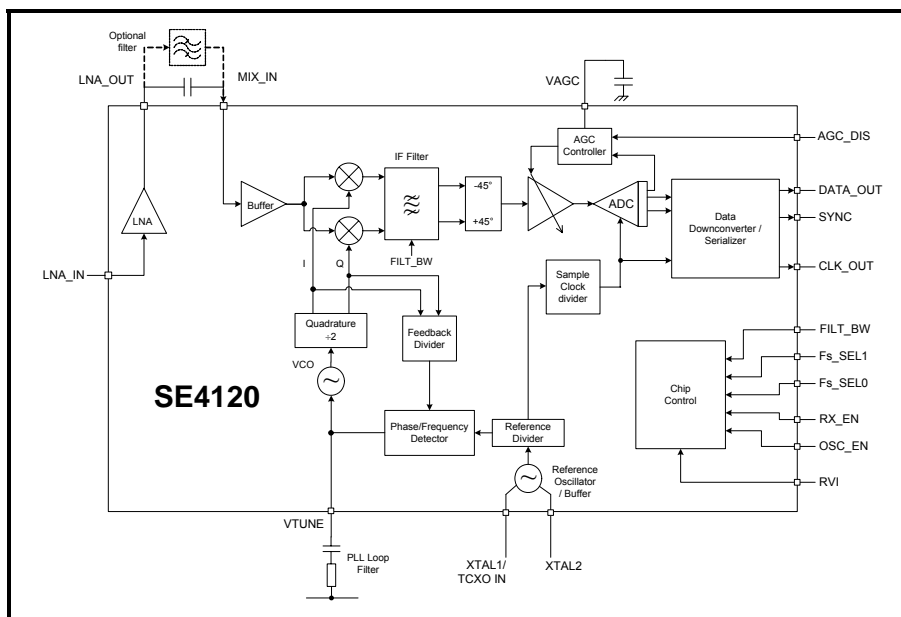 Optional
filter
LNA_OUT
MIX_IN
VAGC
AGC
Controller
AGC_DIS
IF Filter
-45°
+45°
Buffer
LNA
ADC
Data
Downconverter /
Serializer
DATA_OUT
SYNC
CLK_OUT
LNA_IN
FILT_BW
I
Q
Sample
Clock
divider
Quadrature
÷2
Feedback
Divider
VCO
SE4120
Phase/Frequency
Detector
Reference
Divider
Reference
Oscillator
/ Buffer
Chip
Control
FILT_BW
Fs_SEL1
Fs_SEL0
RX_EN
OSC_EN
RVI
VTUNE
PLL Loop
Filter
XTAL1/
TCXO IN
XTAL2